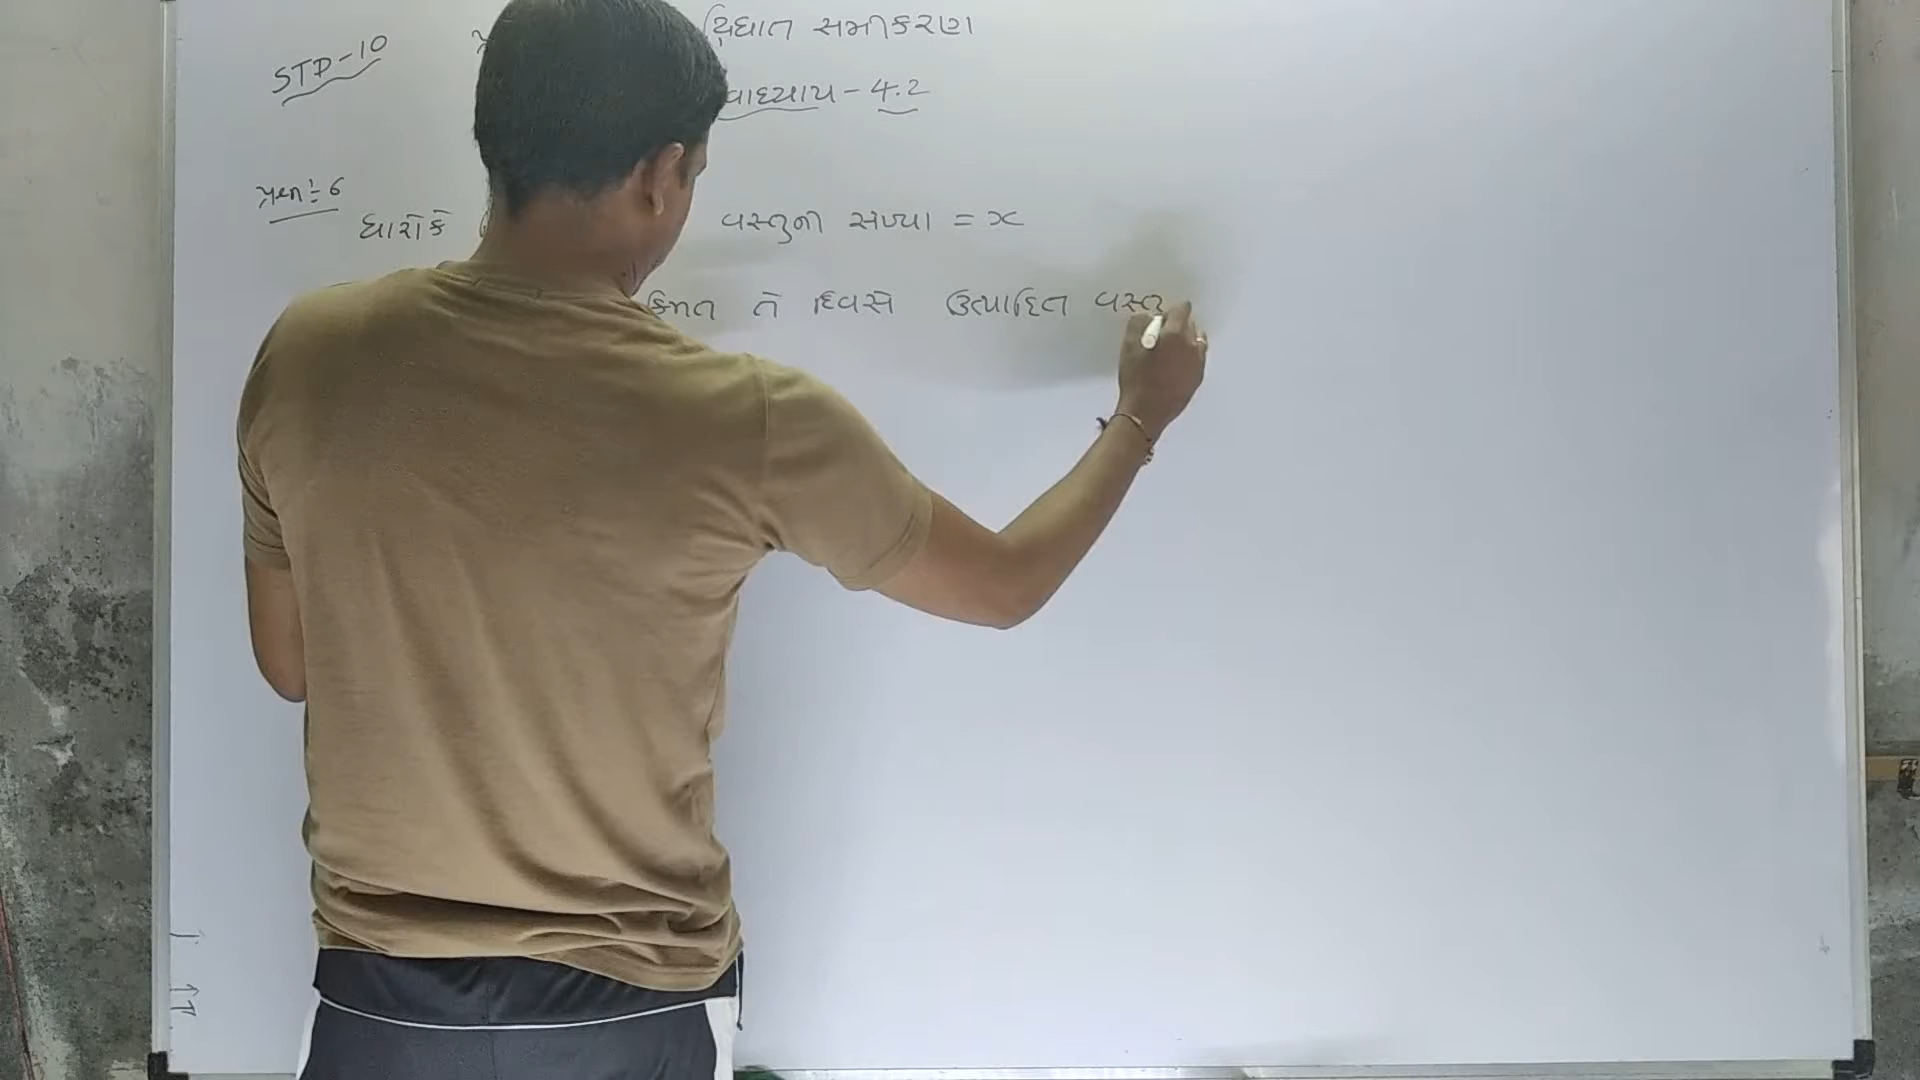 STD-10
દ્વિઘાત સમીકરણ
સ્વાધ્યાય - 4.2
પ્રશ્ન:- 6
ધારોકે વસ્તુની સંખ્યા = x
કિંમત તે દિવસે ઉત્પાદિત વસ્તુ